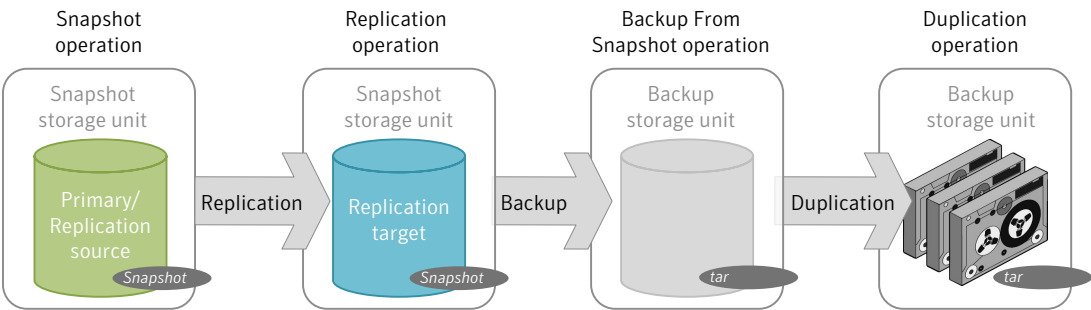 Snapshot
operation
Replication
operation
Backup From
Snapshot operation
Duplication
operation
Snapshot
storage unit
Snapshot
storage unit
Backup
storage unit
Backup
storage unit
Primary/
Replication
source
Replication
Replication
target
Backup
Duplication
Snapshot
Snapshot
tar
tar